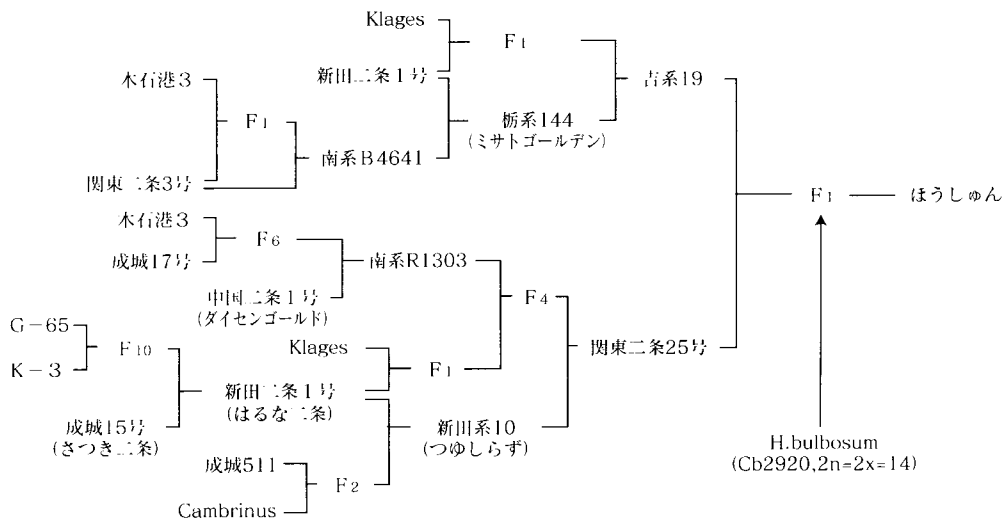 Klages
F1
新田二条1号
木石港3
F1
関東二条3号
南系B4641
栃系144
(ミサトゴールデン)
吉系19
F1
ほうしゅん
木石港3
F6
成城17号
南系R1303
中国二条1号
(ダイセンゴールド)
F4
G-65
F10
K-3
Klages
F1
新田二条1号
(はるな二条)
成城15号
(さつき二条)
新田系10
(つゆしらず)
関東二条25号
成城511
F2
Cambrinus
H.bulbosum
(Cb2920,2n=2x=14)